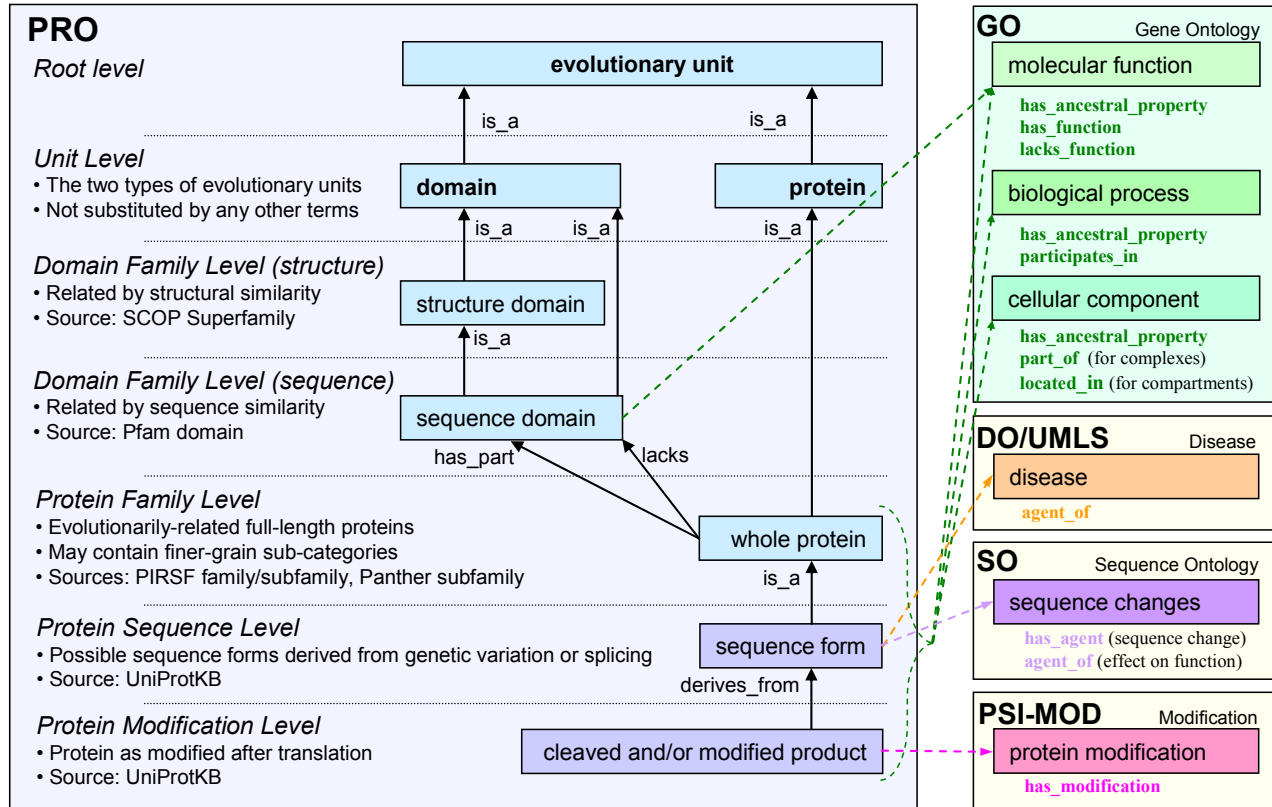 PRO
Root level
evolutionary unit
is_a
is_a
Unit Level
• The two types of evolutionary units
• Not substituted by any other terms
domain
protein
is_a
is_a
is_a
Domain Family Level (structure)
• Related by structural similarity
• Source: SCOP Superfamily
structure domain
is_a
Domain Family Level (sequence)
• Related by sequence similarity
• Source: Pfam domain
sequence domain
has_part
lacks
Protein Family Level
• Evolutionarily-related full-length proteins
• May contain finer-grain sub-categories
• Sources: PIRSF family/subfamily, Panther subfamily
whole protein
is_a
Protein Sequence Level
• Possible sequence forms derived from genetic variation or splicing
• Source: UniProtKB
sequence form
derives_from
Protein Modification Level
• Protein as modified after translation
• Source: UniProtKB
cleaved and/or modified product
GO Gene Ontology
molecular function
has_ancestral_property
has_function
lacks_function
biological process
has_ancestral_property
participates_in
cellular component
has_ancestral_property
part_of (for complexes)
located_in (for compartments)
DO/UMLS Disease
disease
agent_of
SO Sequence Ontology
sequence changes
has_agent (sequence change)
agent_of (effect on function)
PSI-MOD Modification
protein modification
has_modification